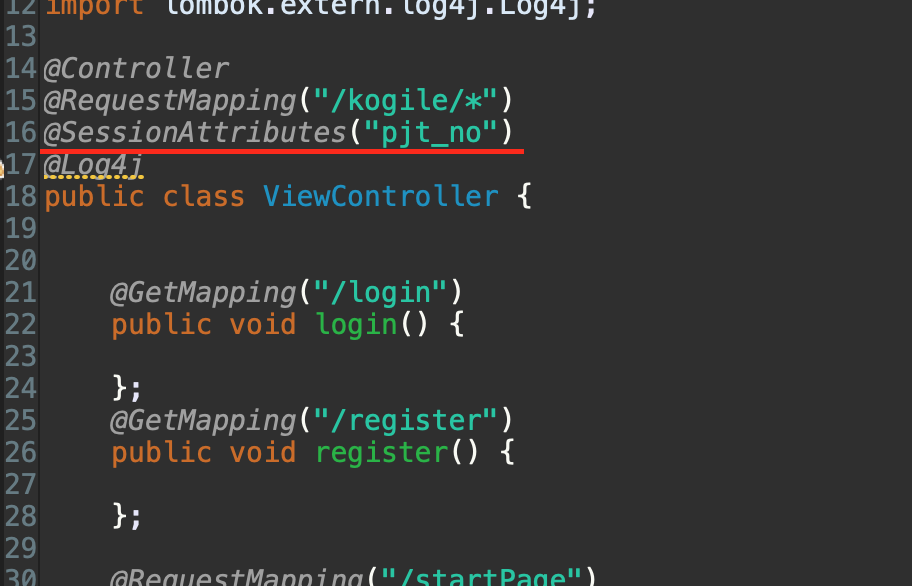 12 import lombok.extern.log4j.Log4j;
13
14 @Controller
15 @RequestMapping("/kogile/*")
16 @SessionAttributes("pjt_no")
17 @Log4j
18 public class ViewController {
19
20
21 @GetMapping("/login")
22 public void login() {
23
24 };
25 @GetMapping("/register")
26 public void register() {
27
28 };
29
30 @RequestMapping("/startPage")